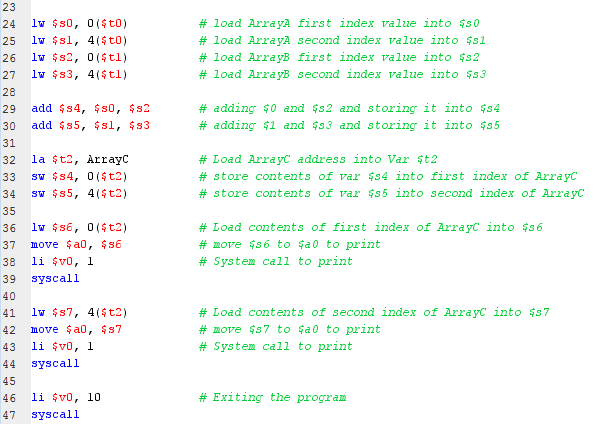 23
24 lw $s0, 0($t0) # load ArrayA first index value into $s0
25 lw $s1, 4($t0) # load ArrayA second index value into $s1
26 lw $s2, 0($t1) # load ArrayB first index value into $s2
27 lw $s3, 4($t1) # load ArrayB second index value into $s3
28
29 add $s4, $s0, $s2 # adding $0 and $s2 and storing it into $s4
30 add $s5, $s1, $s3 # adding $1 and $s3 and storing it into $s5
31
32 la $t2, ArrayC # Load ArrayC address into Var $t2
33 sw $s4, 0($t2) # store contents of var $s4 into first index of ArrayC
34 sw $s5, 4($t2) # store contents of var $s5 into second index of ArrayC
35
36 lw $s6, 0($t2) # Load contents of first index of ArrayC into $s6
37 move $a0, $s6 # move $s6 to $a0 to print
38 li $v0, 1 # System call to print
39 syscall
40
41 lw $s7, 4($t2) # Load contents of second index of ArrayC into $s7
42 move $a0, $s7 # move $s7 to $a0 to print
43 li $v0, 1 # System call to print
44 syscall
45
46 li $v0, 10 # Exiting the program
47 syscall